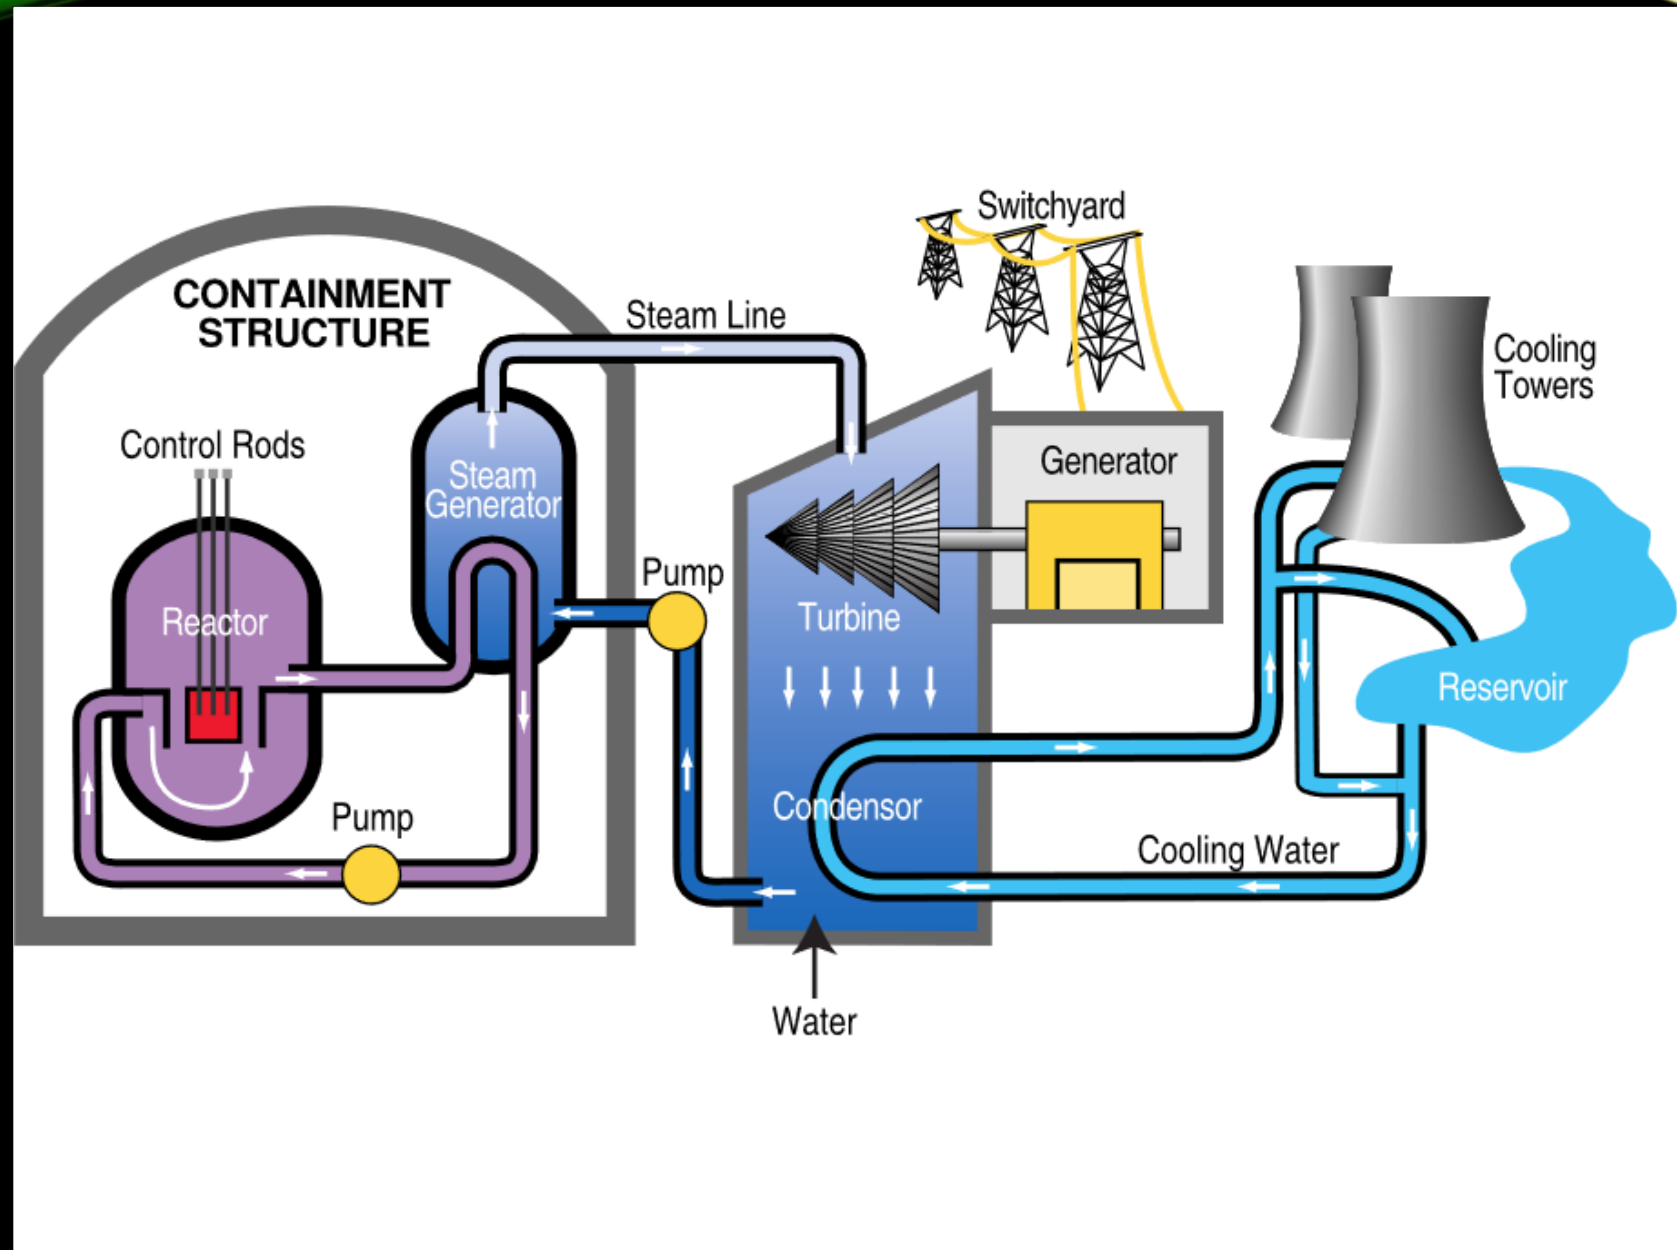 Switchyard
CONTAINMENT
STRUCTURE
Steam Line
Cooling
Towers
Control Rods
Generator
Steam
Generator
Pump
Reactor
Turbine
Reservoir
Condensor
Pump
Cooling Water
Water